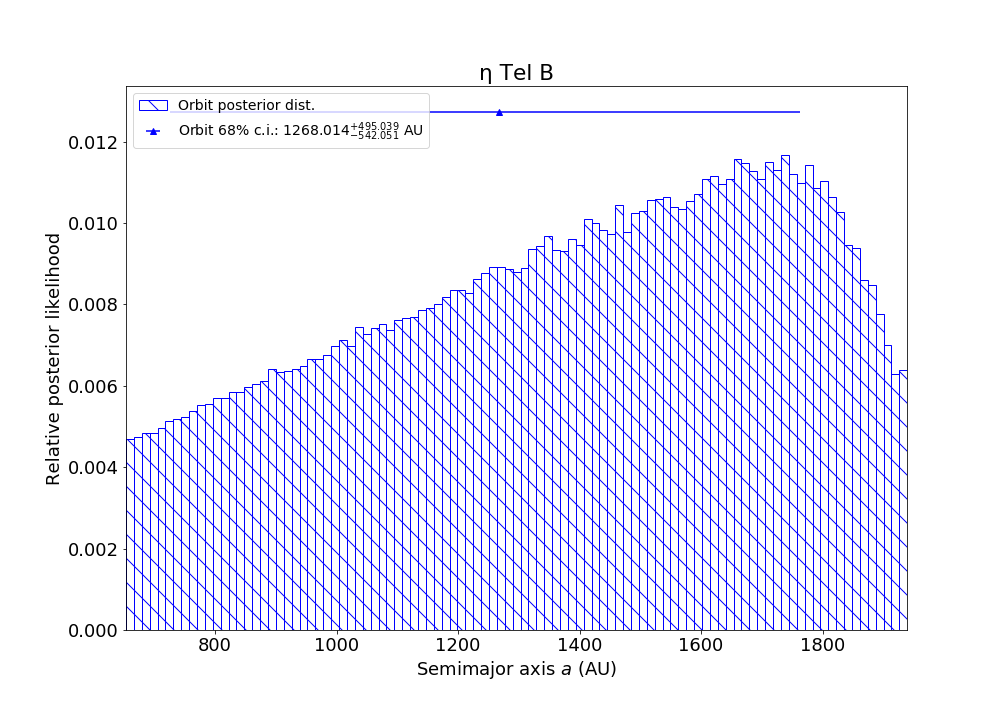 η Tel B
Orbit posterior dist.
Orbit 68% c.i.: 1268.014+495.039−542.051 AU
0.012
0.010
0.008
0.006
0.004
0.002
0.000
Relative posterior likelihood
800 1000 1200 1400 1600 1800
Semimajor axis a (AU)